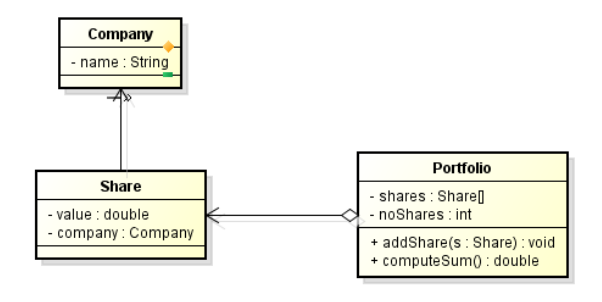 Company
- name : String
Share
- value : double
- company : Company
Portfolio
- shares : Share[]
- noShares : int
+ addShare(s : Share) : void
+ computeSum() : double